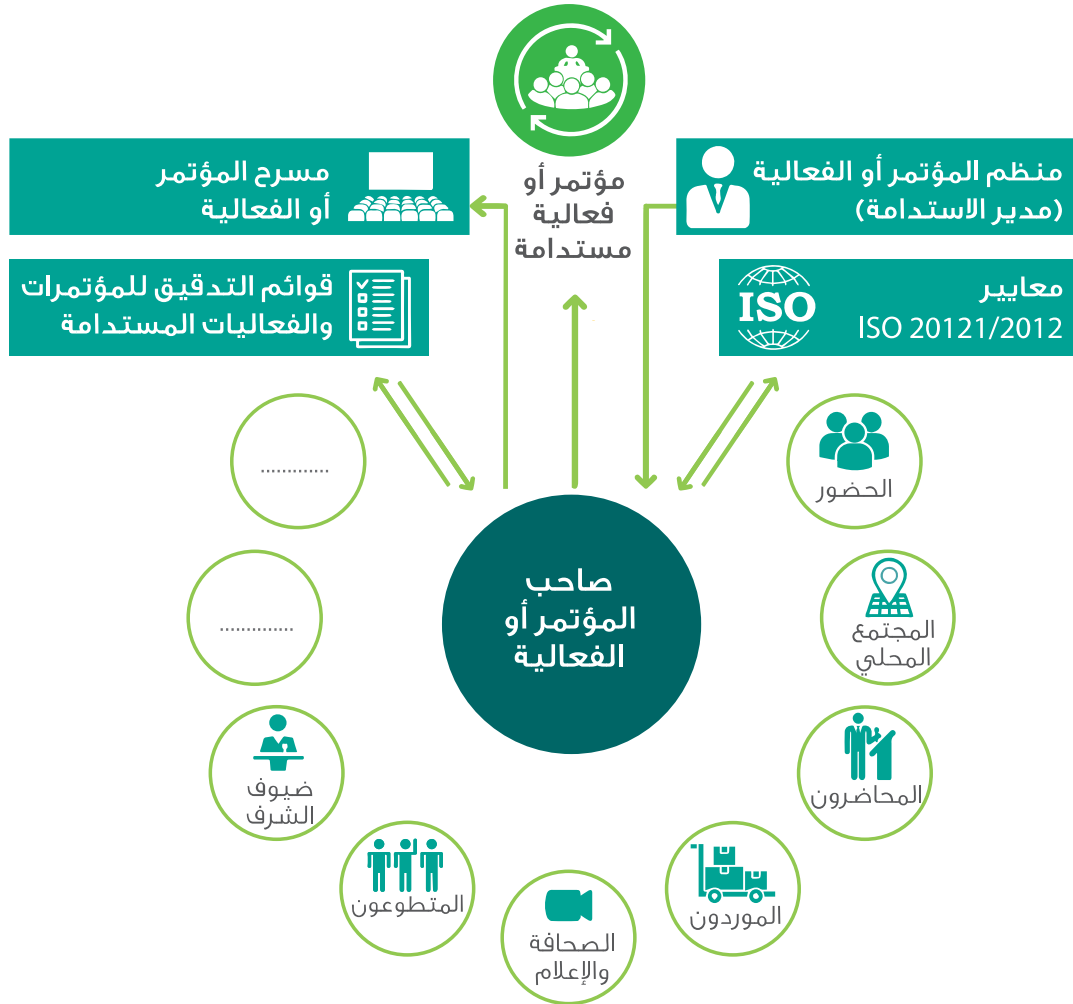 مؤتمر أو
فعالية
مستدامة
منظم المؤتمر أو الفعالية
(مدير الاستدامة)
مسرح المؤتمر
أو الفعالية
معايير
ISO 20121/2012
ISO
قوائم التدقيق للمؤتمرات
والفعاليات المستدامة
صاحب
المؤتمر أو
الفعالية
الحضور
المجتمع
المحلي
المحاضرون
الموردون
الصحافة
والإعلام
المتطوعون
ضيوف
الشرف
..............
.............